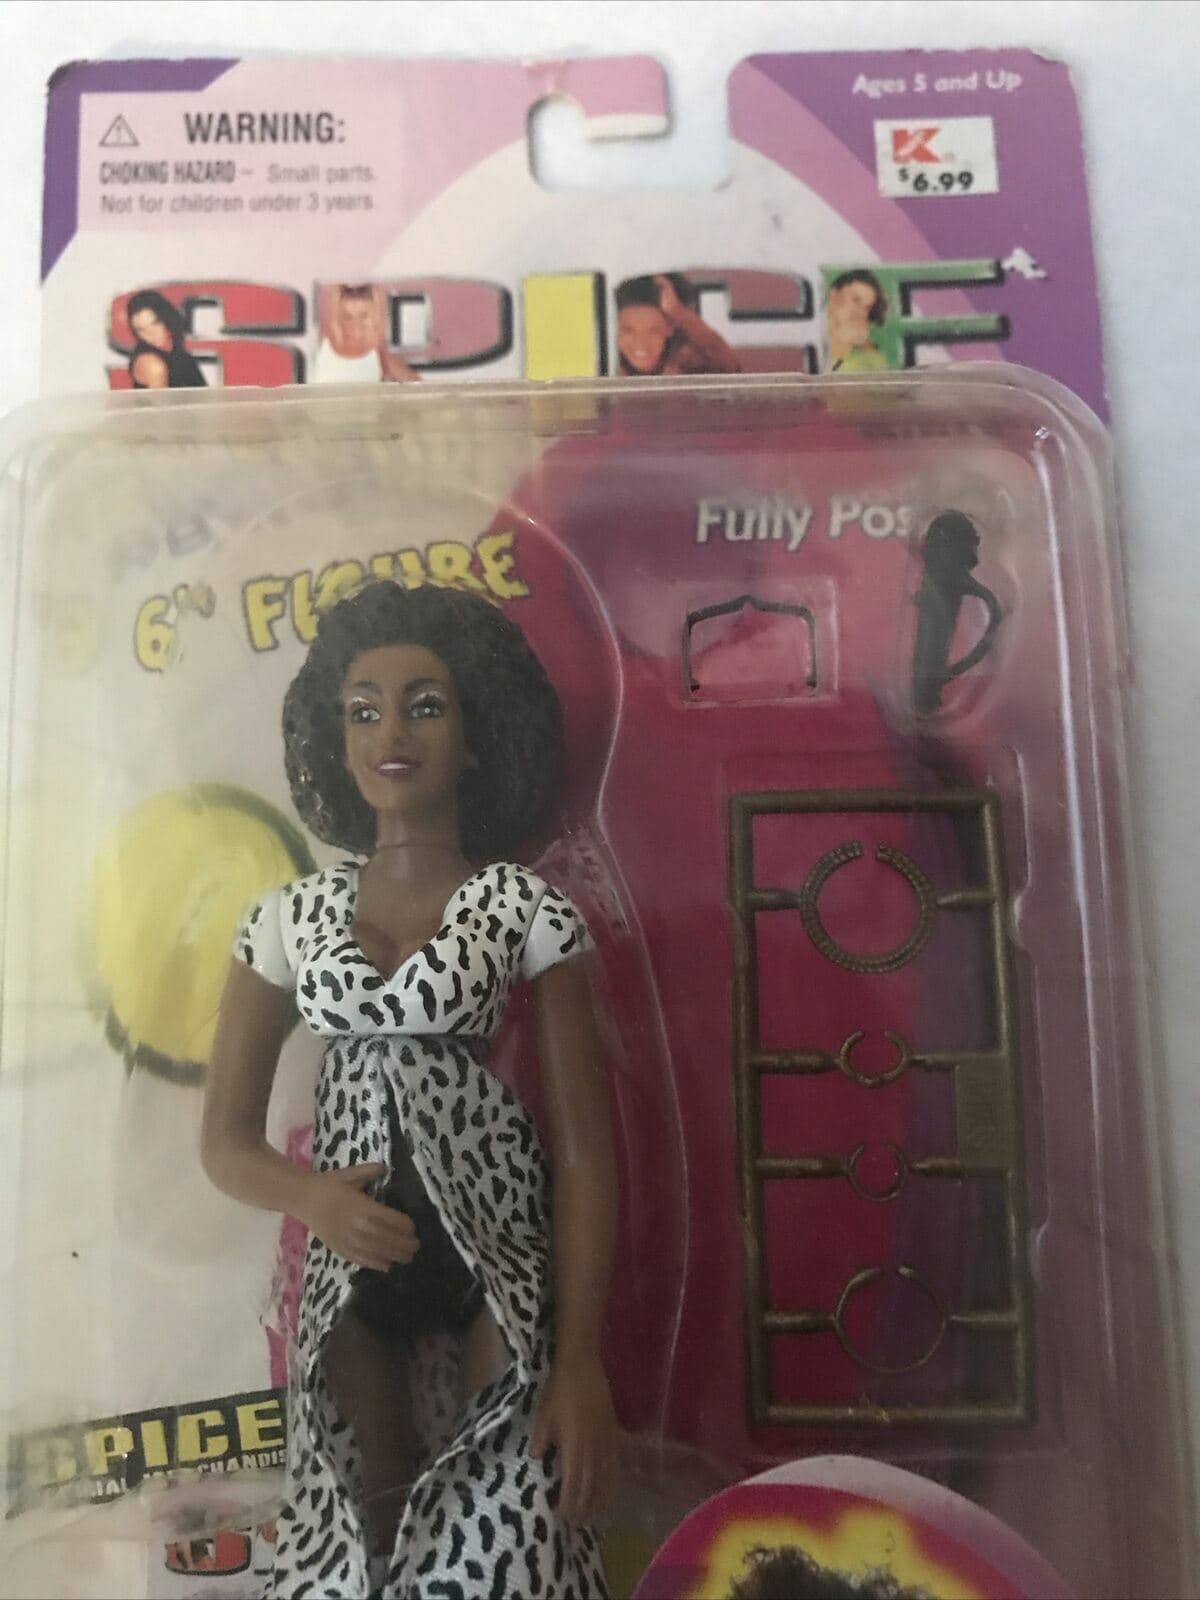 Ages 5 and Up
⚠ WARNING:
CHOKING HAZARD – Small parts.
Not for children under 3 years
K
$6.99
SPICE
Fully Pos
6" FIGURE
SPICE